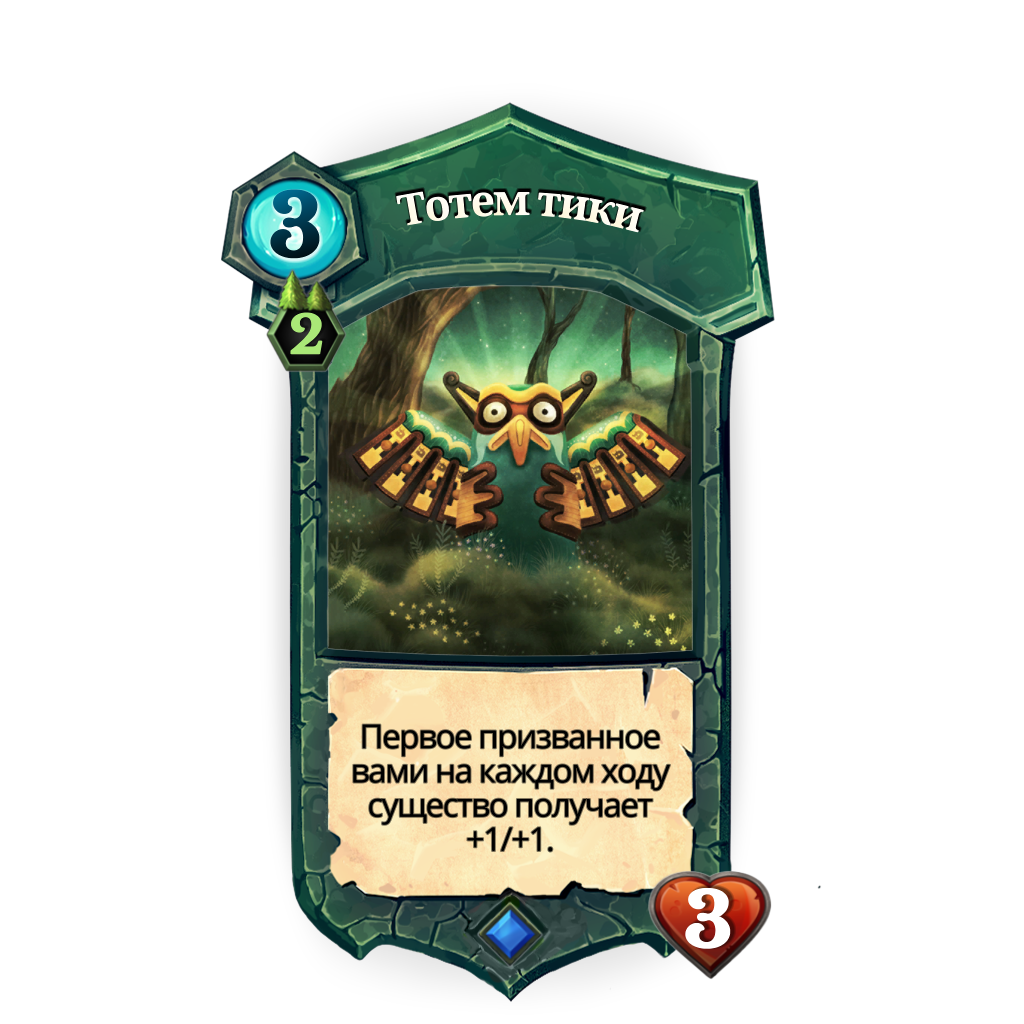 3
Тотем тики
2
Первое призванное
вами на каждом ходу
существо получает
+1/+1.
3